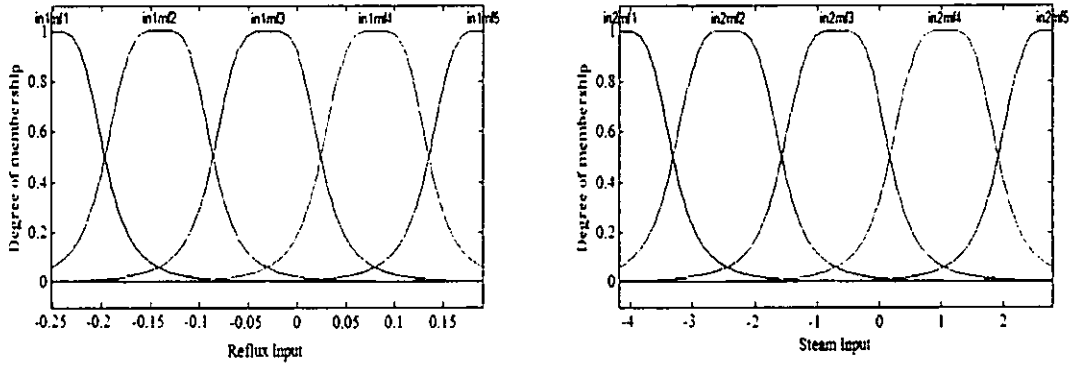 in1mf1 in1mf2 in1mf3 in1mf4 in1mf5
1
0.8
0.6
0.4
0.2
0
Degree of membership
-0.25 -0.2 -0.15 -0.1 -0.05 0 0.05 0.1 0.15
Reflux Input
in2mf1 in2mf2 in2mf3 in2mf4 in2mf5
1
0.8
0.6
0.4
0.2
0
Degree of membership
-4 -3 -2 -1 0 1 2
Steam Input